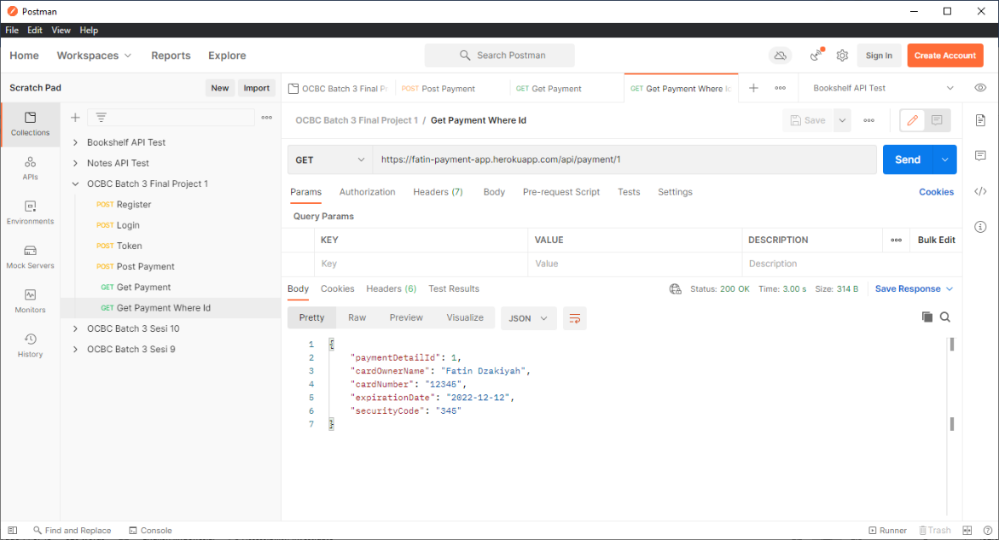 Postman
File Edit View Help
Home Workspaces Reports Explore Search Postman Sign In Create Account
Scratch Pad New Import
OCBC Batch 3 Final P POST Post Payment GET Get Payment GET Get Payment Where Id Bookshelf API Test
Collections
APIs
Environments
Mock Servers
Monitors
History
Bookshelf API Test
Notes API Test
OCBC Batch 3 Final Project 1
POST Register
POST Login
POST Token
POST Post Payment
GET Get Payment
GET Get Payment Where Id
OCBC Batch 3 Sesi 10
OCBC Batch 3 Sesi 9
OCBC Batch 3 Final Project 1 / Get Payment Where Id Save
GET https://fatin-payment-app.herokuapp.com/api/payment/1 Send
Params Authorization Headers (7) Body Pre-request Script Tests Settings Cookies
Query Params
KEY VALUE DESCRIPTION Bulk Edit
Key Value Description
Body Cookies Headers (6) Test Results Status: 200 OK Time: 3.00 s Size: 314 B Save Response
Pretty Raw Preview Visualize JSON
1 {
2 "paymentDetailId": 1,
3 "cardOwnerName": "Fatin Dzakiyah",
4 "cardNumber": "12345",
5 "expirationDate": "2022-12-12",
6 "securityCode": "345"
7 }
Find and Replace Console Runner Trash